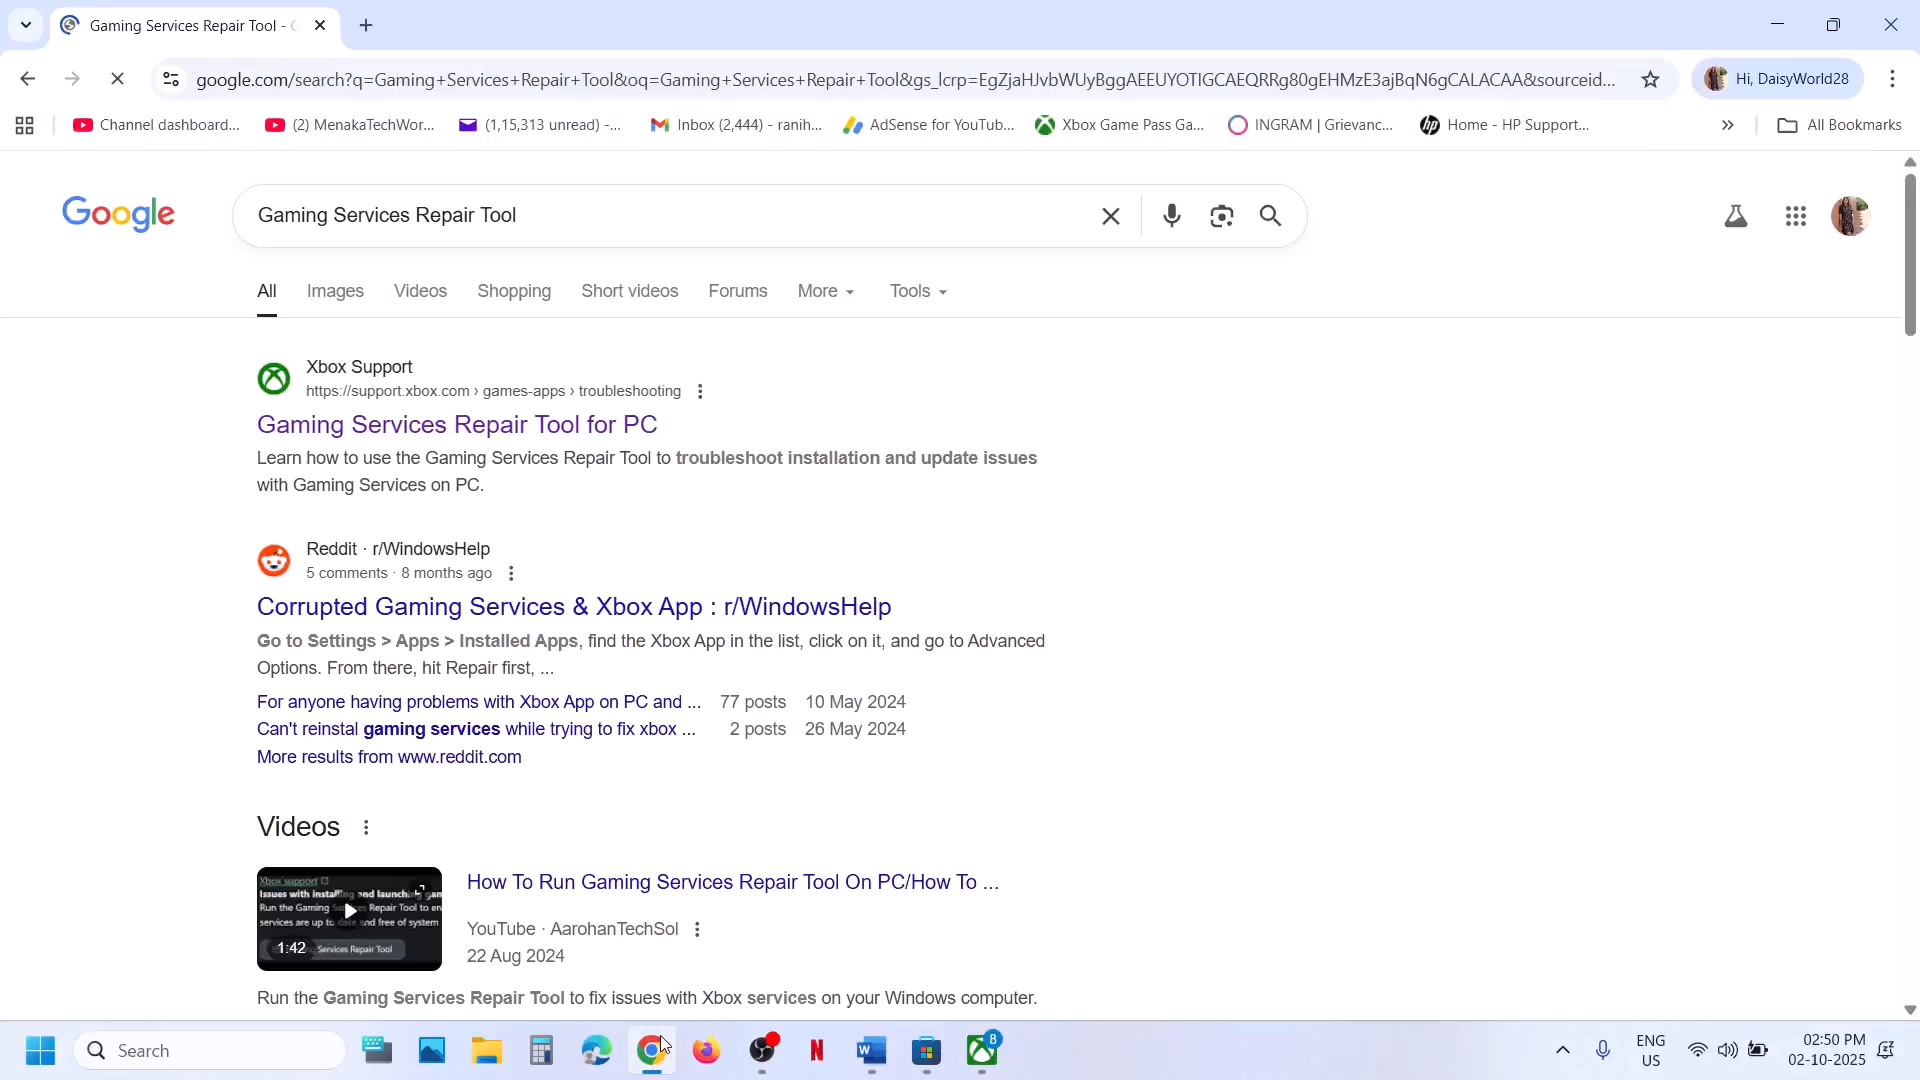 Gaming Services Repair Tool - G
google.com/search?q=Gaming+Services+Repair+Tool&oq=Gaming+Services+Repair+Tool&gs_lcrp=EgZjaHJvbWUyBggAEEUYOTIGCAEQRRg80gEHMzE3ajBqN6gCALACAA&sourceid...
Hi, DaisyWorld28
Channel dashboard...
(2) MenakaTechWor...
(1,15,313 unread) -...
Inbox (2,444) - ranih...
AdSense for YouTub...
Xbox Game Pass Ga...
INGRAM | Grievanc...
Home - HP Support...
All Bookmarks
Google
Gaming Services Repair Tool
All Images Videos Shopping Short videos Forums More Tools
Xbox Support
https://support.xbox.com › games-apps › troubleshooting
Gaming Services Repair Tool for PC
Learn how to use the Gaming Services Repair Tool to troubleshoot installation and update issues
with Gaming Services on PC.
Reddit · r/WindowsHelp
5 comments · 8 months ago
Corrupted Gaming Services & Xbox App : r/WindowsHelp
Go to Settings > Apps > Installed Apps, find the Xbox App in the list, click on it, and go to Advanced
Options. From there, hit Repair first, ...
For anyone having problems with Xbox App on PC and ... 77 posts 10 May 2024
Can't reinstal gaming services while trying to fix xbox ... 2 posts 26 May 2024
More results from www.reddit.com
Videos
Xbox support
Issues with installing and launching gam
Run the Gaming Services Repair Tool to en
services are up to date and free of system
Services Repair Tool
1:42
How To Run Gaming Services Repair Tool On PC/How To ...
YouTube · AarohanTechSol
22 Aug 2024
Run the Gaming Services Repair Tool to fix issues with Xbox services on your Windows computer.
Search
8
ENG
US
02:50 PM
02-10-2025